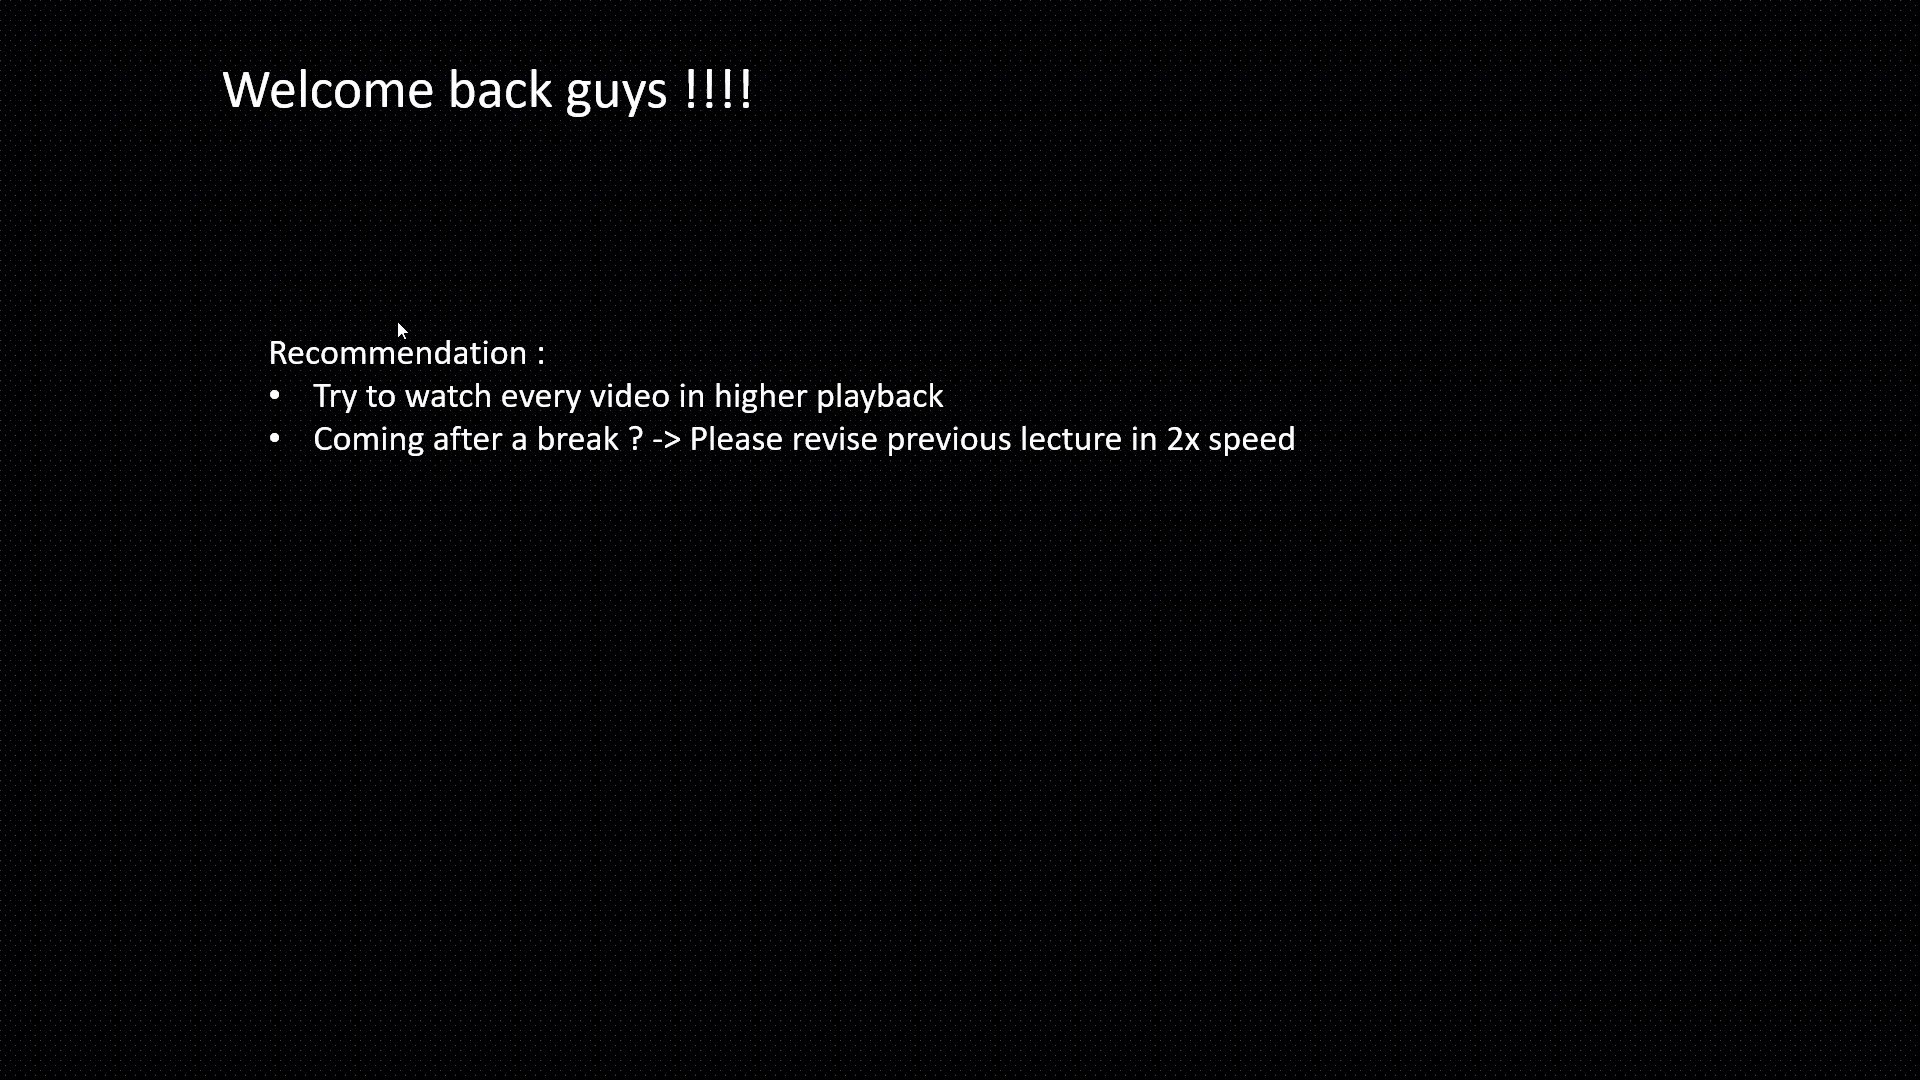 Welcome back guys !!!!
Recommendation :
• Try to watch every video in higher playback
• Coming after a break ? -> Please revise previous lecture in 2x speed